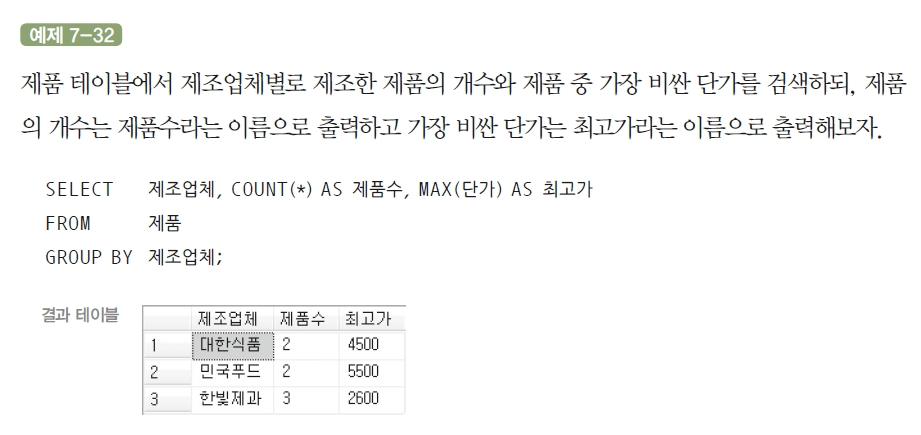 예제 7-32
제품 테이블에서 제조업체별로 제조한 제품의 개수와 제품 중 가장 비싼 단가를 검색하되, 제품
의 개수는 제품수라는 이름으로 출력하고 가장 비싼 단가는 최고가라는 이름으로 출력해보자.
SELECT 제조업체, COUNT(*) AS 제품수, MAX(단가) AS 최고가
FROM 제품
GROUP BY 제조업체;
결과 테이블
제조업체 제품수 최고가
1 대한식품 2 4500
2 민국푸드 2 5500
3 한빛제과 3 2600